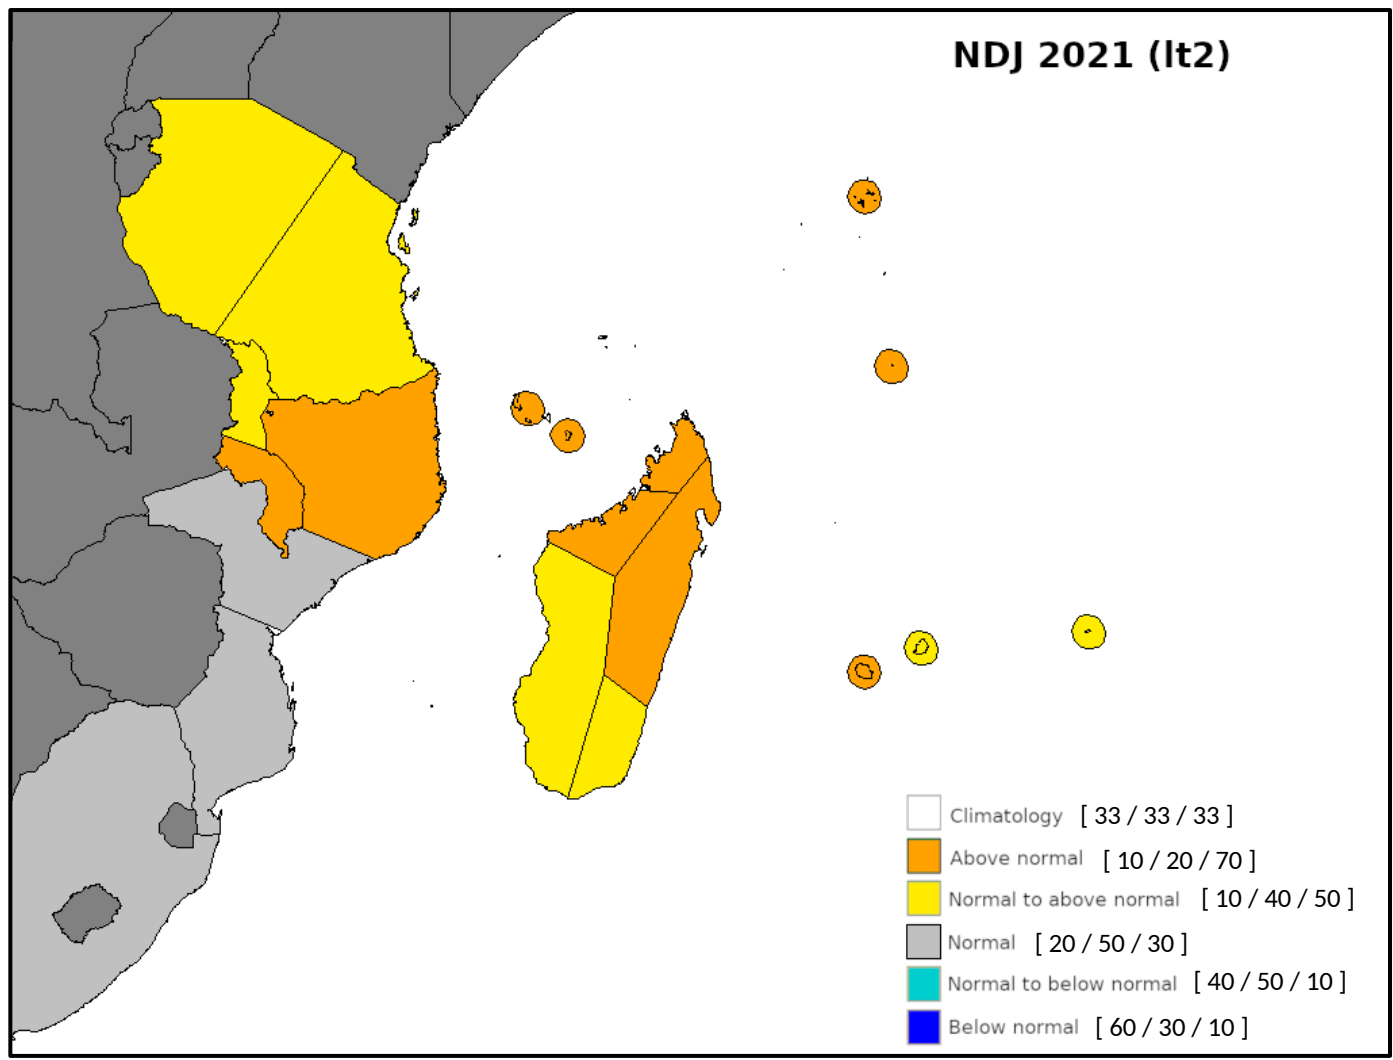 NDJ 2021 (lt2)
Climatology [ 33 / 33 / 33 ]
Above normal [ 10 / 20 / 70 ]
Normal to above normal [ 10 / 40 / 50 ]
Normal [ 20 / 50 / 30 ]
Normal to below normal [ 40 / 50 / 10 ]
Below normal [ 60 / 30 / 10 ]